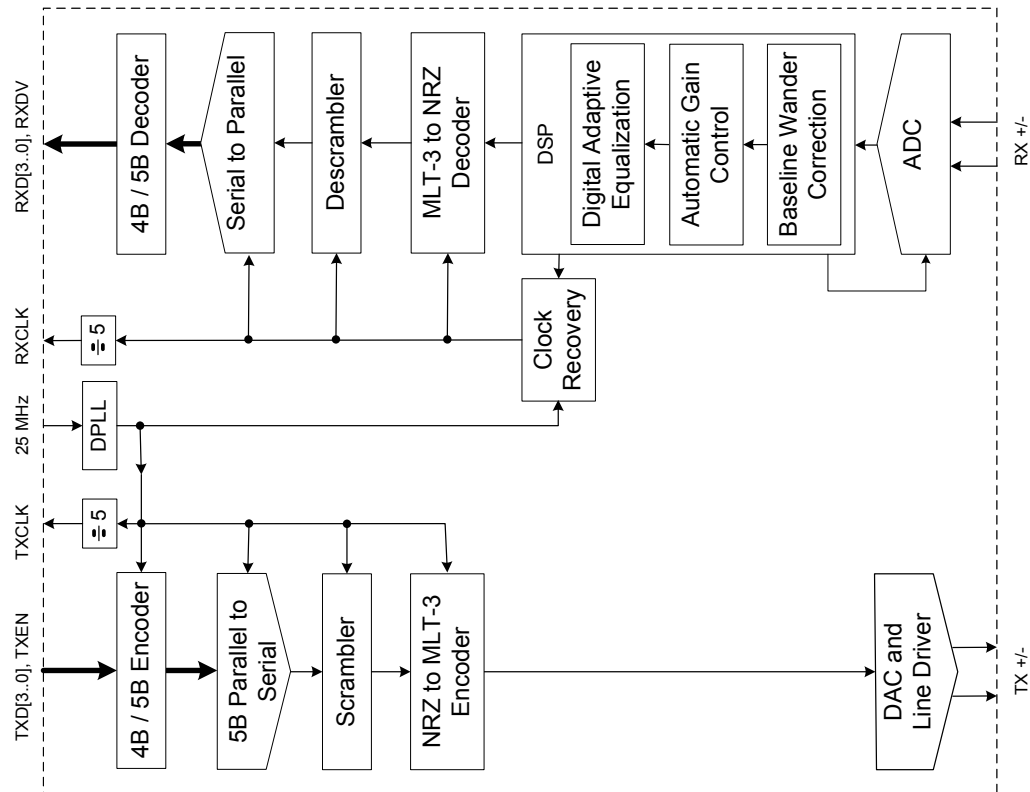 RXD[3..0], RXDV
4B / 5B Decoder
Serial to Parallel
Descrambler
MLT-3 to NRZ
Decoder
DSP
Digital Adaptive
Equalization
Automatic Gain
Control
Baseline Wander
Correction
ADC
RX +/-
RXCLK
÷ 5
Clock
Recovery
25 MHz
DPLL
TXCLK
÷ 5
TXD[3..0], TXEN
4B / 5B Encoder
5B Parallel to
Serial
Scrambler
NRZ to MLT-3
Encoder
DAC and
Line Driver
TX +/-